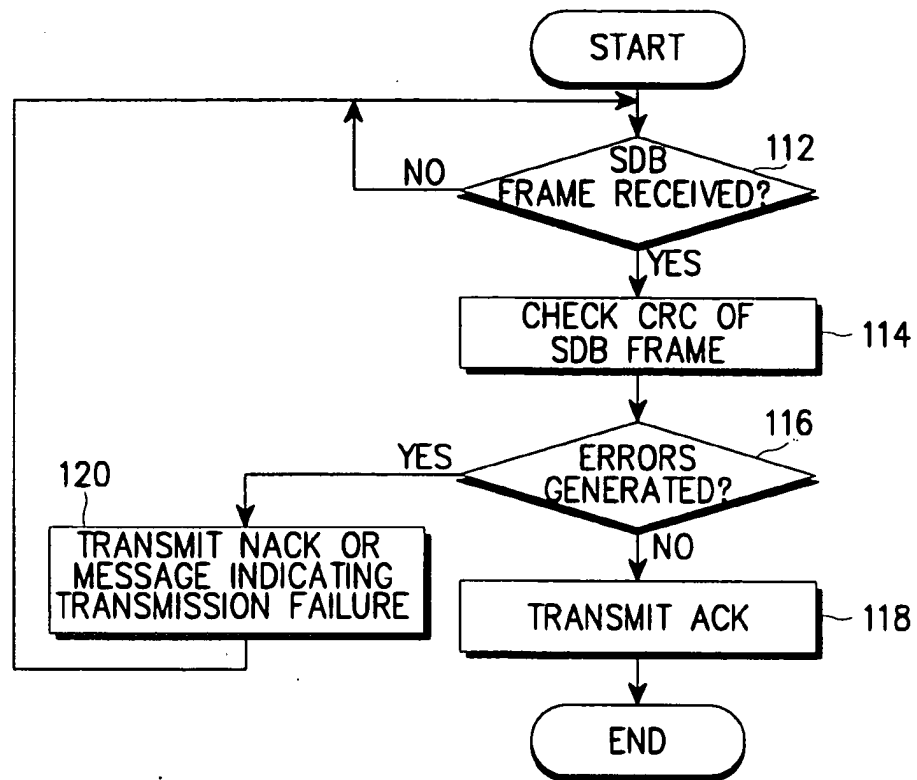 START
SDB
FRAME RECEIVED?
112
NO
YES
CHECK CRC OF
SDB FRAME
114
ERRORS
GENERATED?
116
YES
NO
120
TRANSMIT NACK OR
MESSAGE INDICATING
TRANSMISSION FAILURE
TRANSMIT ACK
118
END